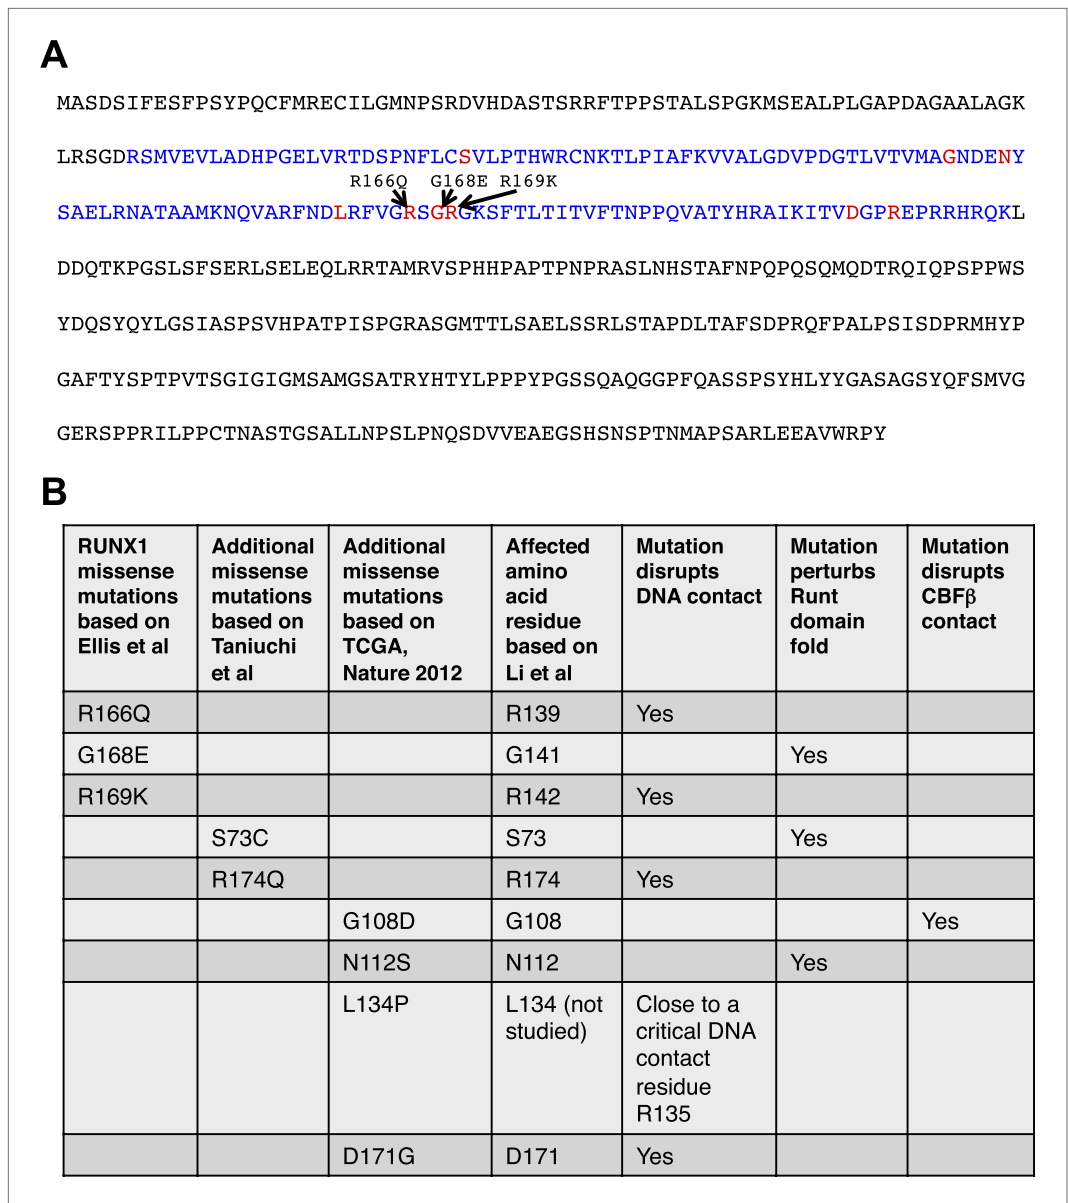 A
MASDSIFESFPSYPQCFMRECILGMNPSRDVHDASTSRRFTPPSTALSPGKMSEALPLGAPDAGAALAGK
LRSGDRSMVEVLADHPGELVRTDSPNFLCSVLPTHWRCNKTLPIAFKVVALGDVPDGTLVTVMAGNDENY
R166Q G168E R169K
SAELRNATAAMKNQVARFNDLRFVGRSGRGKSFTLTITVFTNPPQVATYHRAIKITVDGPREPRRHRQKL
DDQTKPGSLSFSERLSELEQLRRTAMRVSPHHPAPTPNPRASLNHSTAFNPQPQSQMQDTRQIQPSPPWS
YDQSYQYLGSIASPSVHPATPISPGRASGMTTLSAELSSRLSTAPDLTAFSDPRQFPALPSISDPRMHYP
GAFTYSPTPVTSGIGIGMSAMGSATRYHTYLPPPYPGSSQAQGGPFQASSPSYHLYYGASAGSYQFSMVG
GERSPPRILPPCTNASTGSALLNPSLPNQSDVVEAEGSHSNSPTNMAPSARLEEAVWRPY
B
RUNX1
missense
mutations
based on
Ellis et al
Additional
missense
mutations
based on
Taniuchi
et al
Additional
missense
mutations
based on
TCGA,
Nature 2012
Affected
amino
acid
residue
based on
Li et al
Mutation
disrupts
DNA contact
Mutation
perturbs
Runt
domain
fold
Mutation
disrupts
CBFβ
contact
R166Q R139 Yes
G168E G141 Yes
R169K R142 Yes
S73C S73 Yes
R174Q R174 Yes
G108D G108 Yes
N112S N112 Yes
L134P
L134 (not
studied)
Close to a
critical DNA
contact
residue
R135
D171G D171 Yes